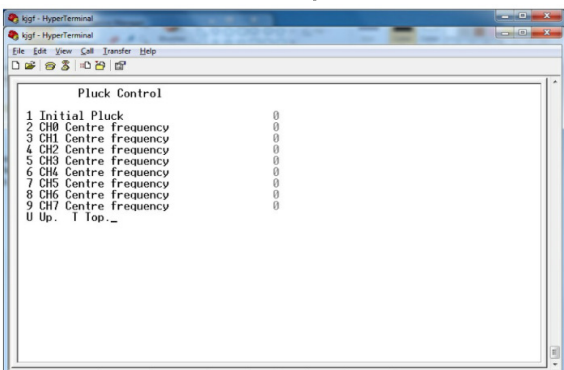 kjgf - HyperTerminal
kjgf - HyperTerminal
File Edit View Call Transfer Help
Pluck Control
1 Initial Pluck 0
2 CH0 Centre frequency 0
3 CH1 Centre frequency 0
4 CH2 Centre frequency 0
5 CH3 Centre frequency 0
6 CH4 Centre frequency 0
7 CH5 Centre frequency 0
8 CH6 Centre frequency 0
9 CH7 Centre frequency 0
U Up. T Top._